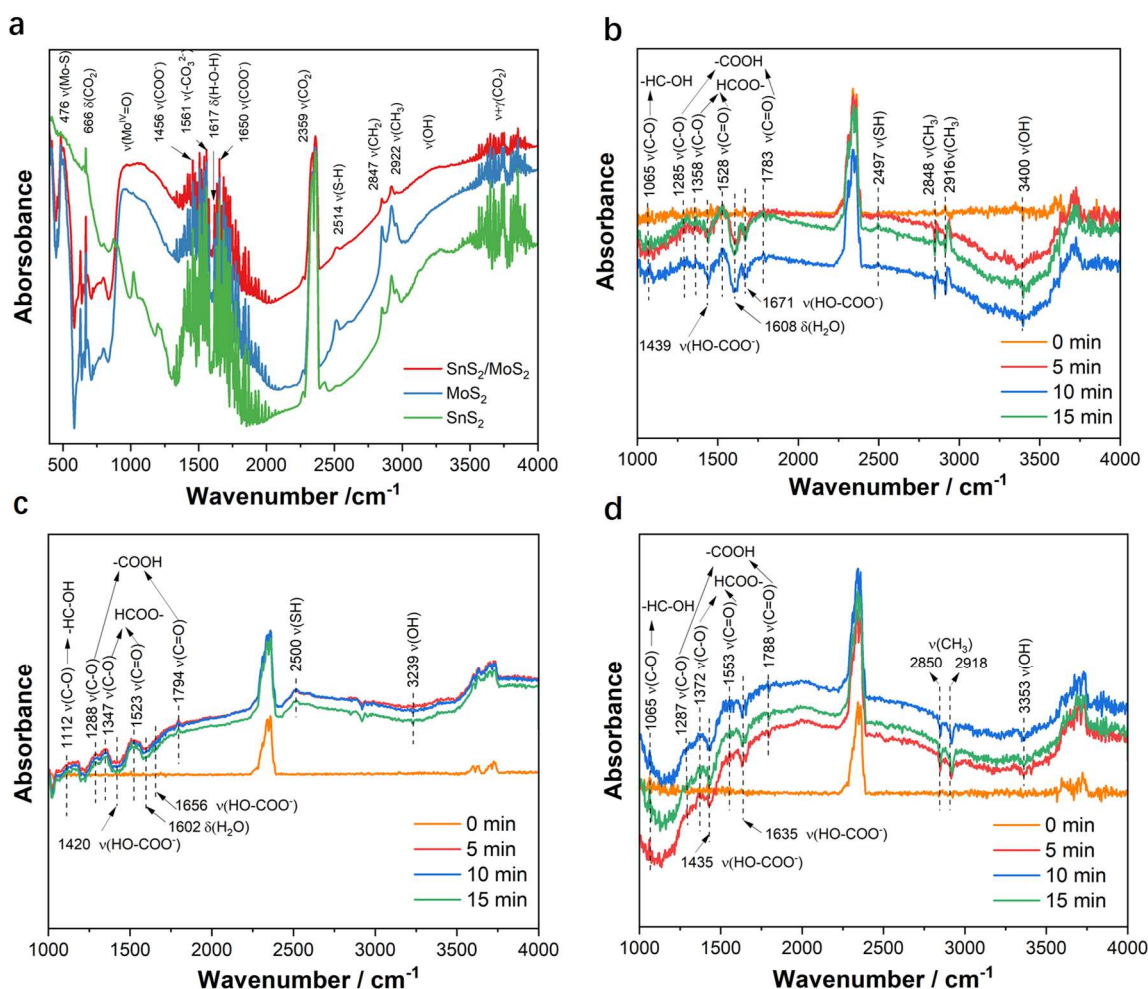 a
Aborsobance
476 ν(Mo-S)
666 δ(CO₂)
ν(Moᴵⱽ=O)
1456 ν(COO⁻)
1561 ν(-CO₃²⁻)
1617 δ(H-O-H)
1650 ν(COO⁻)
2359 ν(CO₂)
2514 ν(S-H)
2847 ν(CH₂)
2922 ν(CH₃)
ν(OH)
ν+γ(CO₂)
SnS₂/MoS₂
MoS₂
SnS₂
500 1000 1500 2000 2500 3000 3500 4000
Wavenumber /cm⁻¹
b
Absorbance
-HC-OH
-COOH
HCOO-
1065 ν(C-O)
1285 ν(C-O)
1358 ν(C-O)
1528 ν(C=O)
1783 ν(C=O)
2497 ν(SH)
2848 ν(CH₃)
2916ν(CH₃)
3400 ν(OH)
1671 ν(HO-COO⁻)
1608 δ(H₂O)
1439 ν(HO-COO⁻)
0 min
5 min
10 min
15 min
1000 1500 2000 2500 3000 3500 4000
Wavenumber / cm⁻¹
c
Absorbance
-COOH
-HC-OH
HCOO-
1112 ν(C-O)
1288 ν(C-O)
1347 ν(C-O)
1523 ν(C=O)
1794 ν(C=O)
2500 ν(SH)
3239 ν(OH)
1656 ν(HO-COO⁻)
1602 δ(H₂O)
1420 ν(HO-COO⁻)
0 min
5 min
10 min
15 min
1000 1500 2000 2500 3000 3500 4000
Wavenumber / cm⁻¹
d
Absorbance
-COOH
-HC-OH
HCOO-
1065 ν(C-O)
1287 ν(C-O)
1372 ν(C-O)
1553 ν(C=O)
1788 ν(C=O)
ν(CH₃)
2850 2918
3353 ν(OH)
1635 ν(HO-COO⁻)
1435 ν(HO-COO⁻)
0 min
5 min
10 min
15 min
1000 1500 2000 2500 3000 3500 4000
Wavenumber / cm⁻¹